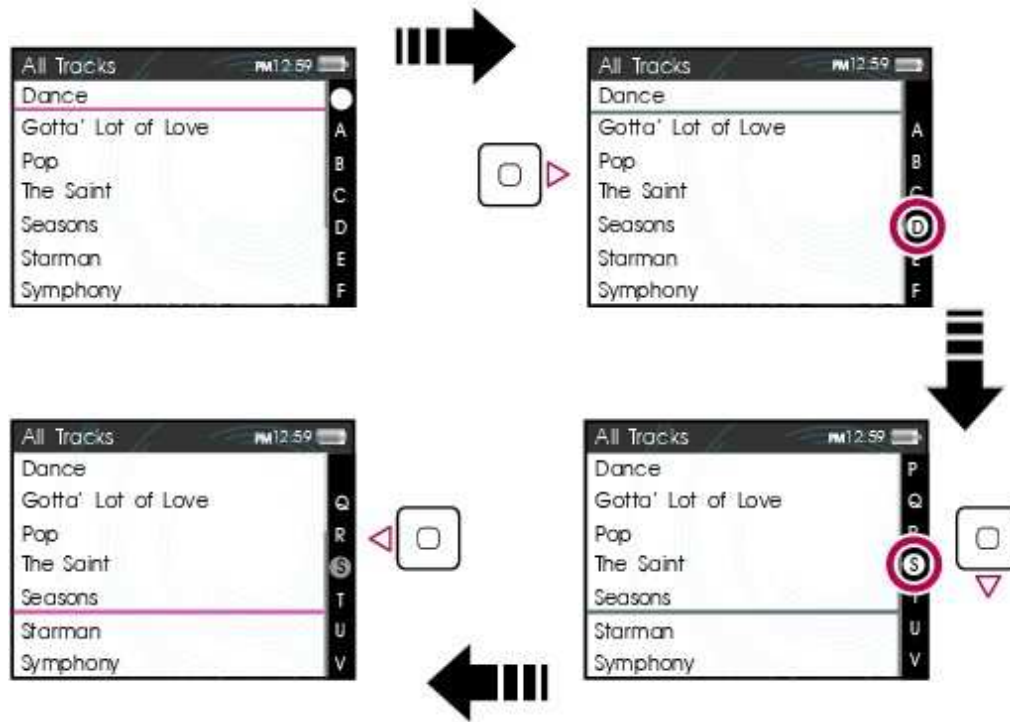 All Tracks PM12:59
Dance
Gotta' Lot of Love A
Pop B
The Saint C
Seasons D
Starman E
Symphony F
All Tracks PM12:59
Dance
Gotta' Lot of Love A
Pop B
The Saint C
Seasons D
Starman E
Symphony F
All Tracks PM12:59
Dance
Gotta' Lot of Love Q
Pop R
The Saint S
Seasons T
Starman U
Symphony V
All Tracks PM12:59
Dance P
Gotta' Lot of Love Q
Pop R
The Saint S
Seasons T
Starman U
Symphony V